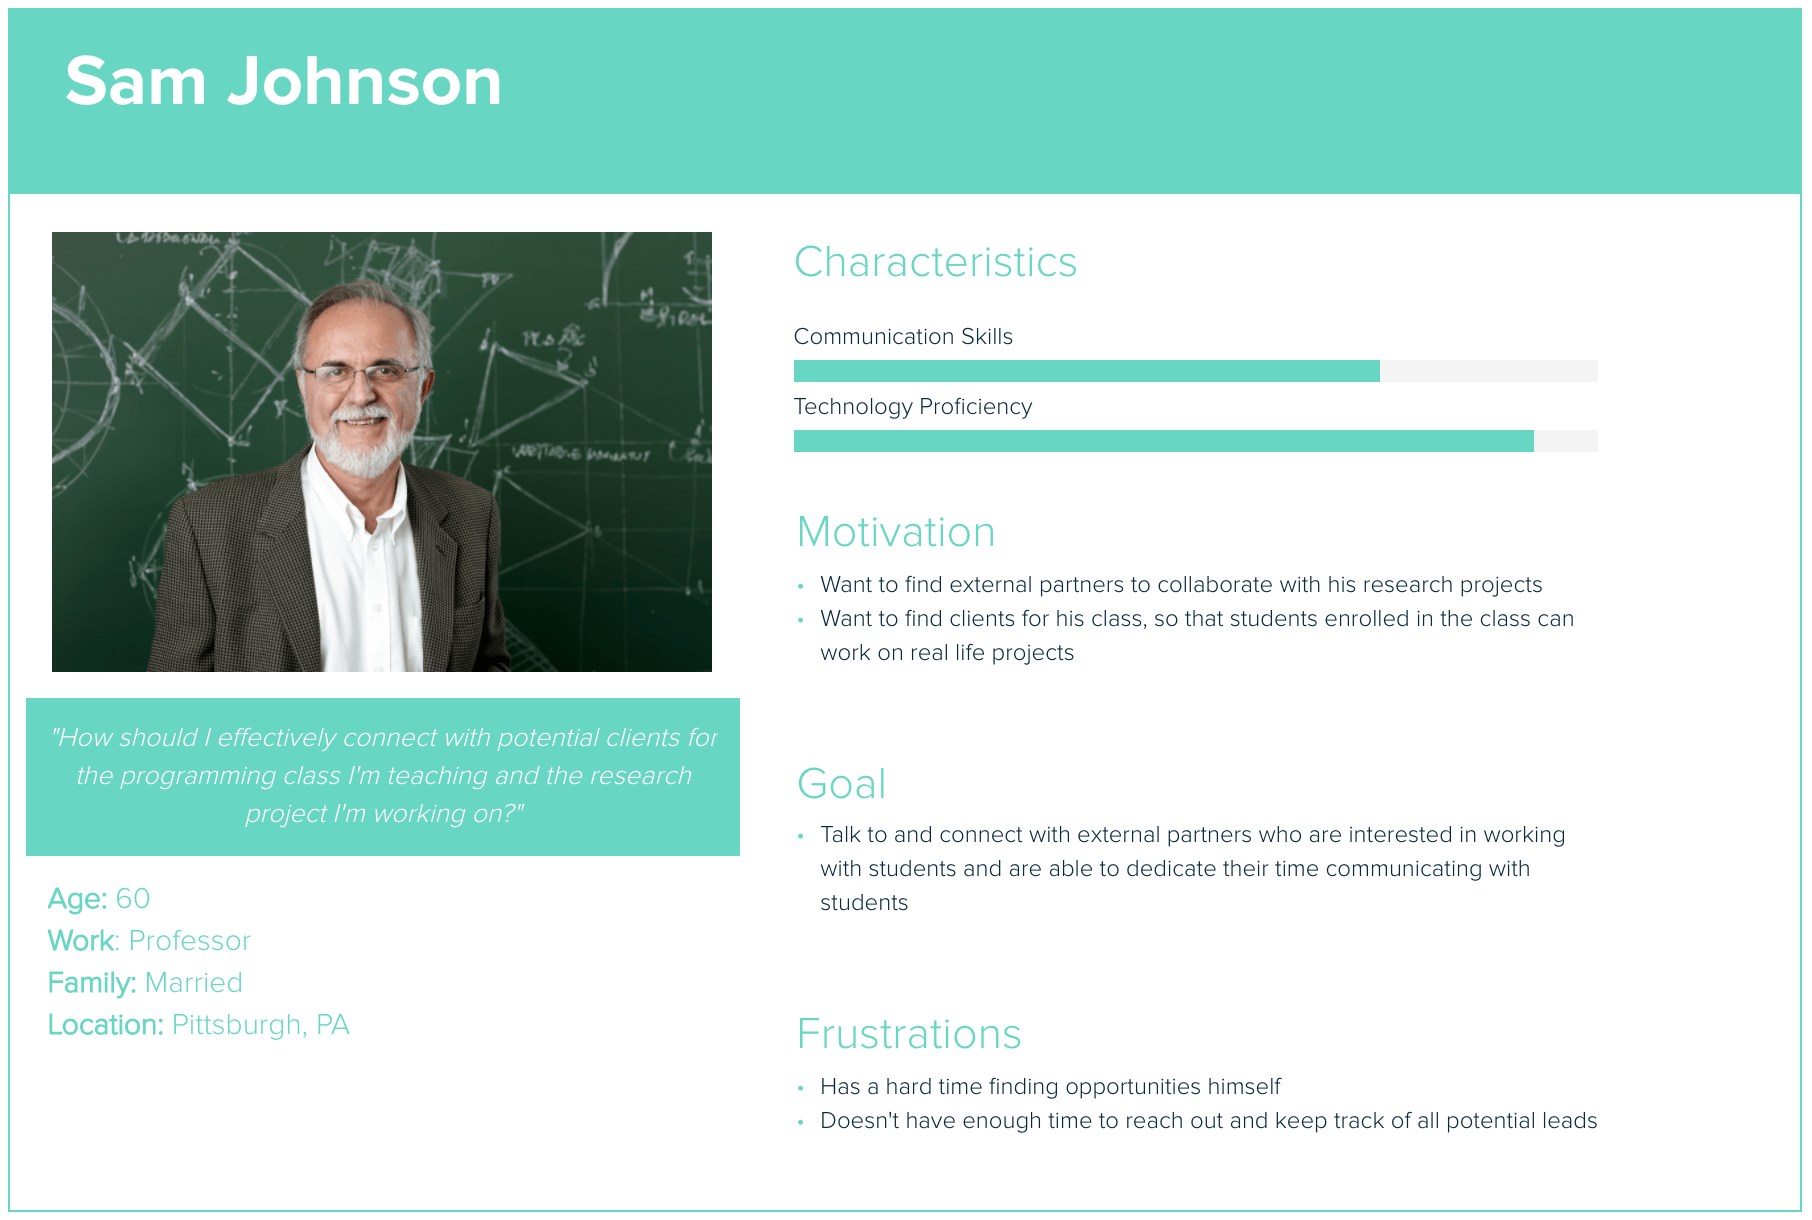 Sam Johnson
"How should I effectively connect with potential clients for
the programming class I'm teaching and the research
project I'm working on?"
Age: 60
Work: Professor
Family: Married
Location: Pittsburgh, PA
Characteristics
Communication Skills
Technology Proficiency
Motivation
• Want to find external partners to collaborate with his research projects
• Want to find clients for his class, so that students enrolled in the class can
work on real life projects
Goal
• Talk to and connect with external partners who are interested in working
with students and are able to dedicate their time communicating with
students
Frustrations
• Has a hard time finding opportunities himself
• Doesn't have enough time to reach out and keep track of all potential leads